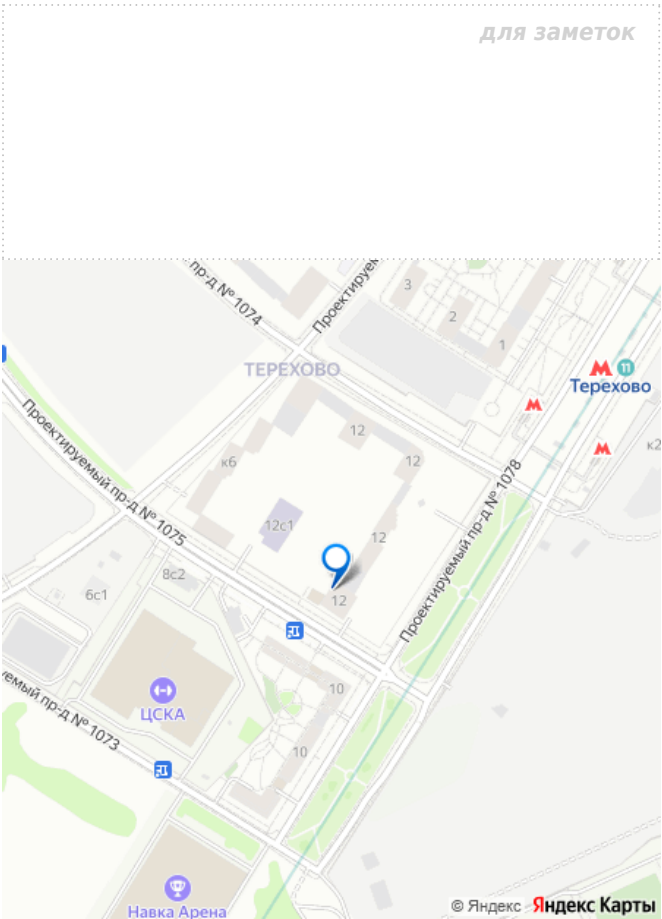 для заметок
пр-д № 1074
Проектируем
3
2
1
11
Терехово
ТЕРЕХОВО
12
12
к6
к2
Проектируемый пр-д № 1078
Проектируемый пр-д № 1075
12с1
12
8с2
6с1
12
10
ЦСКА
емый пр-д № 1073
10
Навка Арена
© Яндекс Яндекс Карты